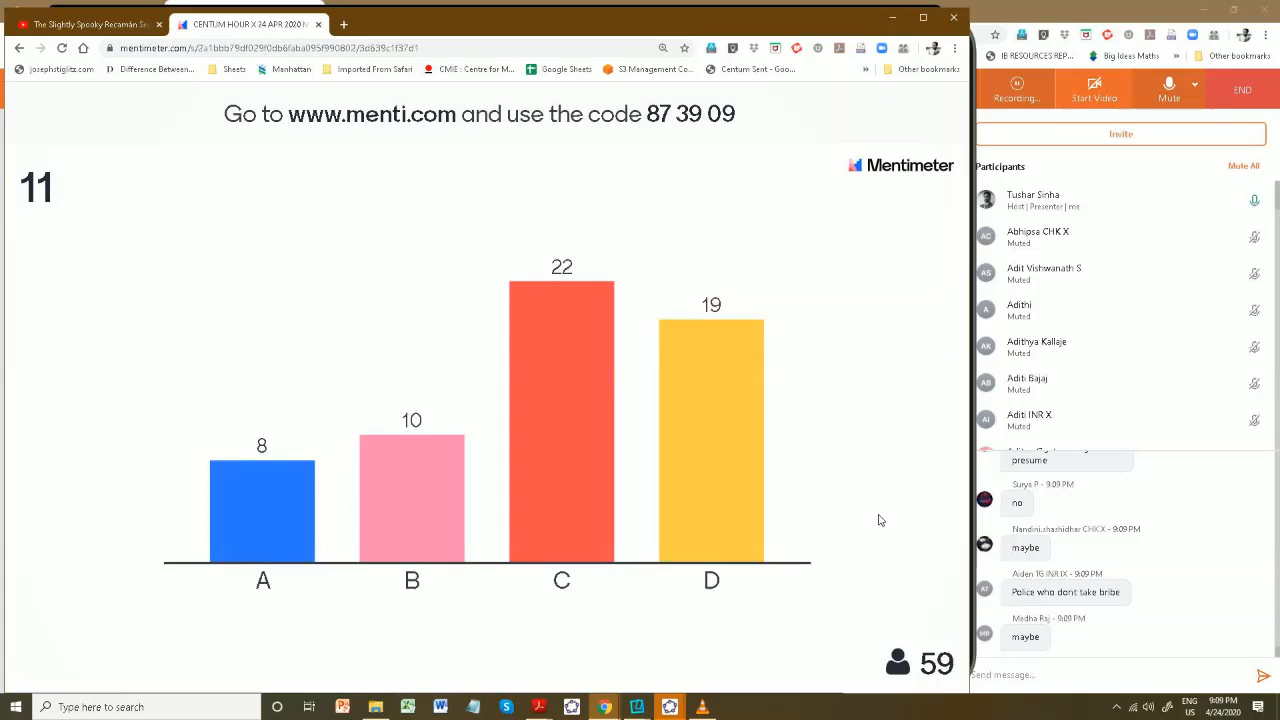 The Slightly Spooky Recamán Se
CENTUM HOUR X 24 APR 2020 M
IB RESOURCES REP...
Big Ideas Maths
Other bookmarks
josephstiglitz.com
Difference Between...
Sheets
Manhattan
Imported From Safari
CMIE : Centre for M...
Google Sheets
S3 Management Co...
Centum Sent - Goo...
Other bookmarks
Go to www.menti.com and use the code 87 39 09
Mentimeter
11
22
19
10
8
A B C D
59
Recording...
Start Video
Mute
END
Invite
Participants
Mute All
Tushar Sinha
Host | Presenter | me
AC
Abhipsa CHK X
Muted
AS
Adit Vishwanath S
Muted
A
Adithi
Muted
AK
Adithya Kallaje
Muted
AB
Aditi Bajaj
Muted
AI
Aditi INR X
Muted
presume
Surya P - 9:09 PM
no
Nandini.shashidhar CHK X - 9:09 PM
maybe
Aiden TG INR IX - 9:09 PM
AT
Police who dont take bribe
Medha Raj - 9:09 PM
MR
maybe
Send message...
Type here to search
ENG
US
9:09 PM
4/24/2020